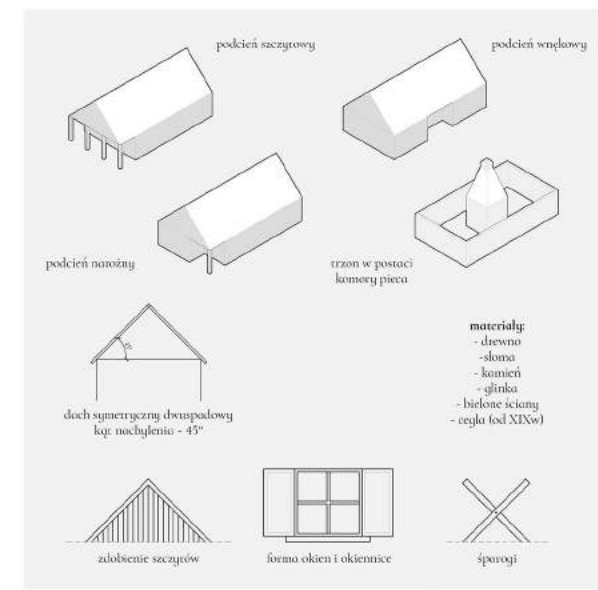 podcień szczytowy
podcień wnękowy
podcień narożny
trzon w postaci
komory pieca
45°
dach symetryczny dwuspadowy
kąt nachylenia ~ 45°
materiały:
- drewno
-słoma
- kamień
- glinka
- bielone ściany
- cegła (od XIXw)
zdobienie szczytów
forma okien i okiennice
śparogi